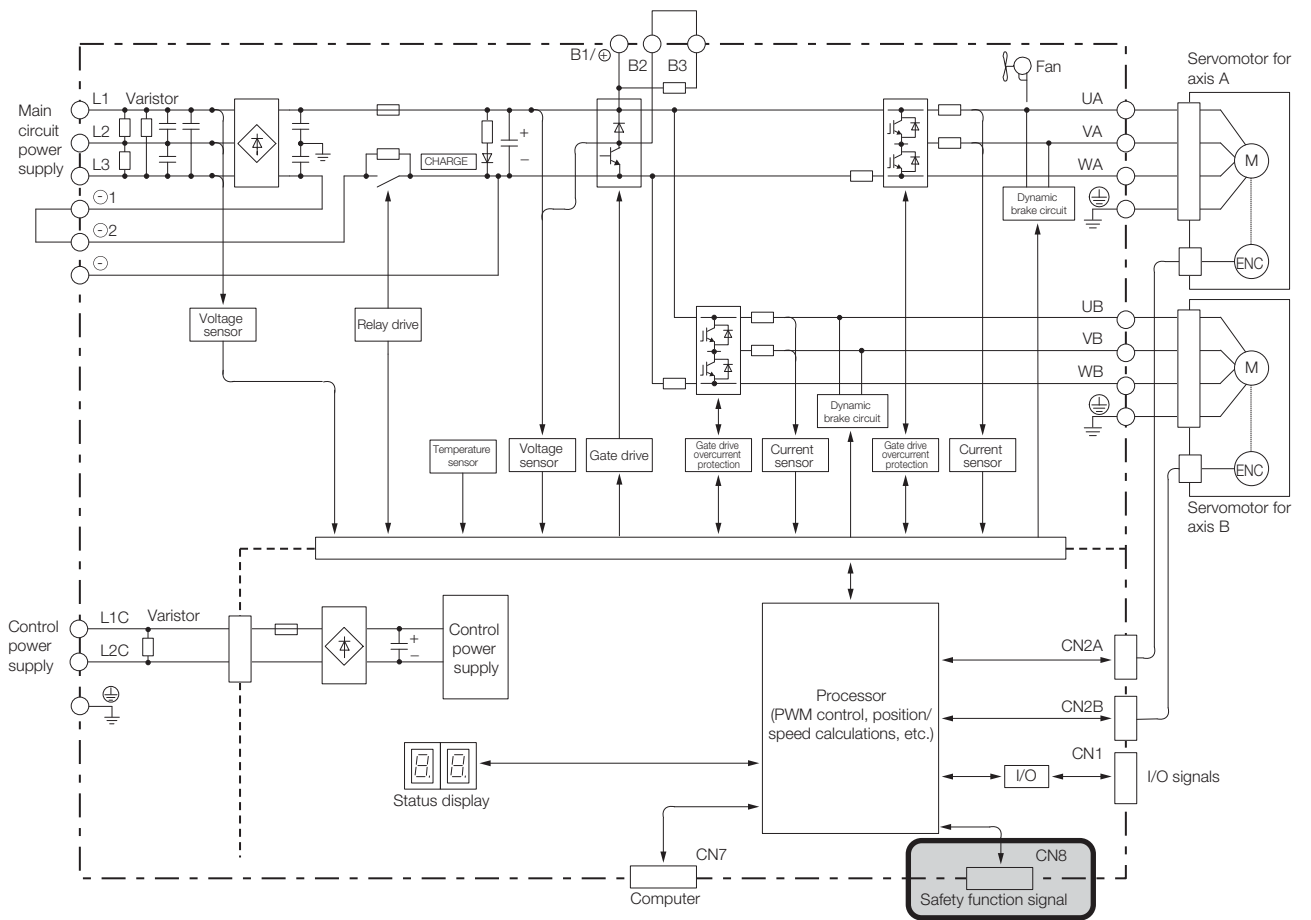 B1/⊕
B2
B3
Fan
Servomotor for
axis A
Main
circuit
power
supply
L1
Varistor
L2
L3
⊖1
⊖2
⊖
CHARGE
+
–
UA
VA
WA
M
ENC
Dynamic
brake circuit
Voltage
sensor
Relay drive
UB
VB
WB
M
ENC
Dynamic
brake circuit
Temperature
sensor
Voltage
sensor
Gate drive
Gate drive
overcurrent
protection
Current
sensor
Gate drive
overcurrent
protection
Current
sensor
Servomotor for
axis B
Control
power
supply
L1C
Varistor
L2C
+
–
Control
power
supply
Processor
(PWM control, position/
speed calculations, etc.)
CN2A
CN2B
CN1
I/O
I/O signals
8.
8.
Status display
CN7
Computer
CN8
Safety function signal